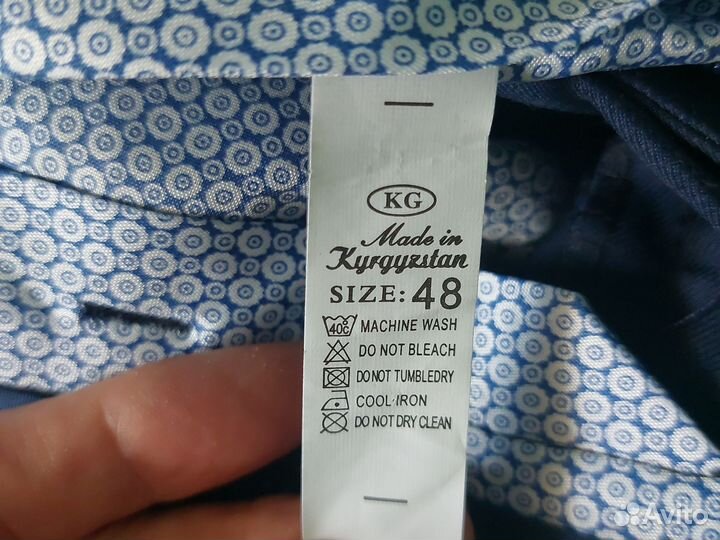 KG
Made in
Kyrgyzstan
SIZE: 48
40C MACHINE WASH
DO NOT BLEACH
DO NOT TUMBLEDRY
COOL IRON
DO NOT DRY CLEAN
Avito